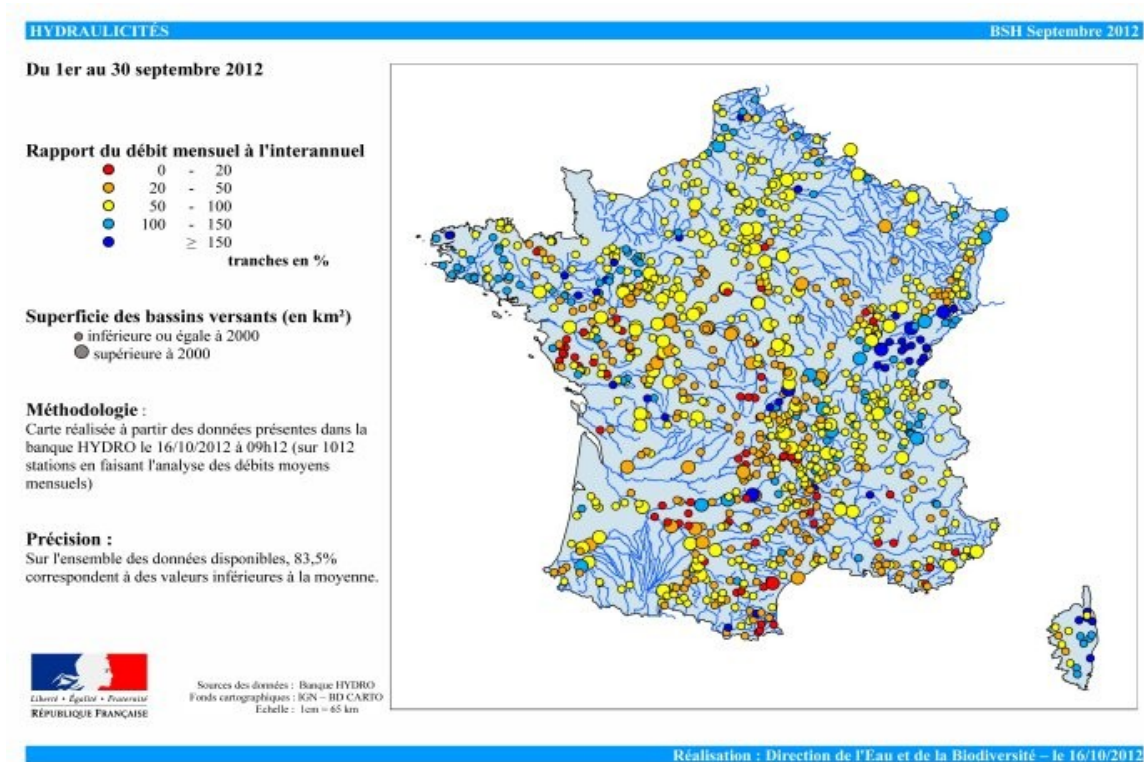 HYDRAULICITÉS
BSH Septembre 2012
Du 1er au 30 septembre 2012
Rapport du débit mensuel à l'interannuel
0 - 20
20 - 50
50 - 100
100 - 150
≥ 150
tranches en %
Superficie des bassins versants (en km²)
inférieure ou égale à 2000
supérieure à 2000
Méthodologie :
Carte réalisée à partir des données présentes dans la
banque HYDRO le 16/10/2012 à 09h12 (sur 1012
stations en faisant l'analyse des débits moyens
mensuels)
Précision :
Sur l'ensemble des données disponibles, 83,5%
correspondent à des valeurs inférieures à la moyenne.
Liberté • Égalité • Fraternité
RÉPUBLIQUE FRANÇAISE
Sources des données : Banque HYDRO
Fonds cartographiques : IGN – BD CARTO
Echelle : 1cm = 65 km
Réalisation : Direction de l'Eau et de la Biodiversité – le 16/10/2012